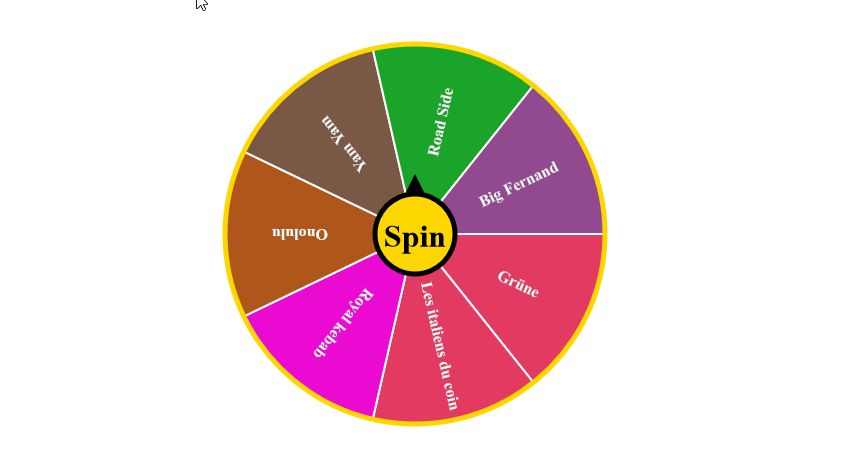 Road Side
Big Fernand
Grüne
Les italiens du coin
Royal kebab
Onolulu
Yam Yam
Spin